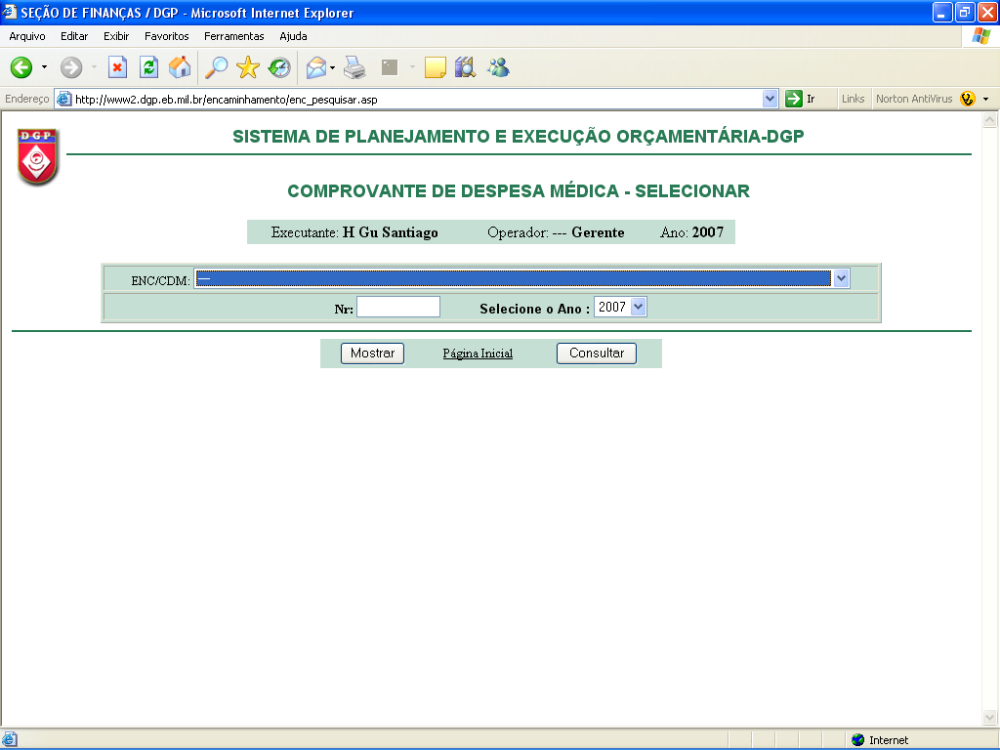 SEÇÃO DE FINANÇAS / DGP - Microsoft Internet Explorer
Arquivo Editar Exibir Favoritos Ferramentas Ajuda
Endereço http://www2.dgp.eb.mil.br/encaminhamento/enc_pesquisar.asp Ir Links Norton AntiVirus
DGP
SISTEMA DE PLANEJAMENTO E EXECUÇÃO ORÇAMENTÁRIA-DGP
COMPROVANTE DE DESPESA MÉDICA - SELECIONAR
Executante: H Gu Santiago Operador: --- Gerente Ano: 2007
ENC/CDM: ---
Nr: Selecione o Ano : 2007
Mostrar Página Inicial Consultar
Internet